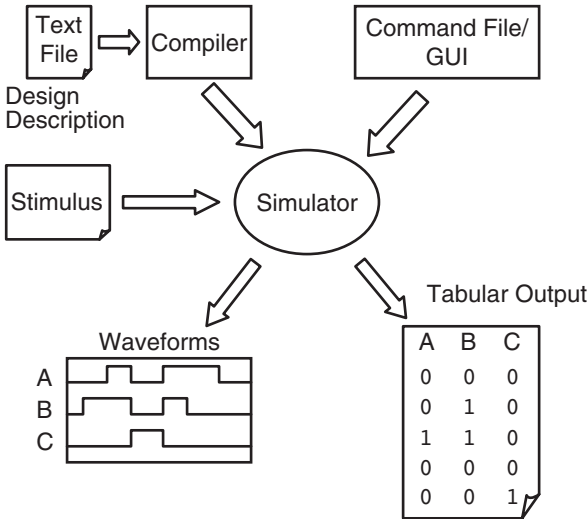 Text
File
Compiler
Command File/
GUI
Design
Description
Stimulus
Simulator
Waveforms
A
B
C
Tabular Output
A B C
0 0 0
0 1 0
1 1 0
0 0 0
0 0 1